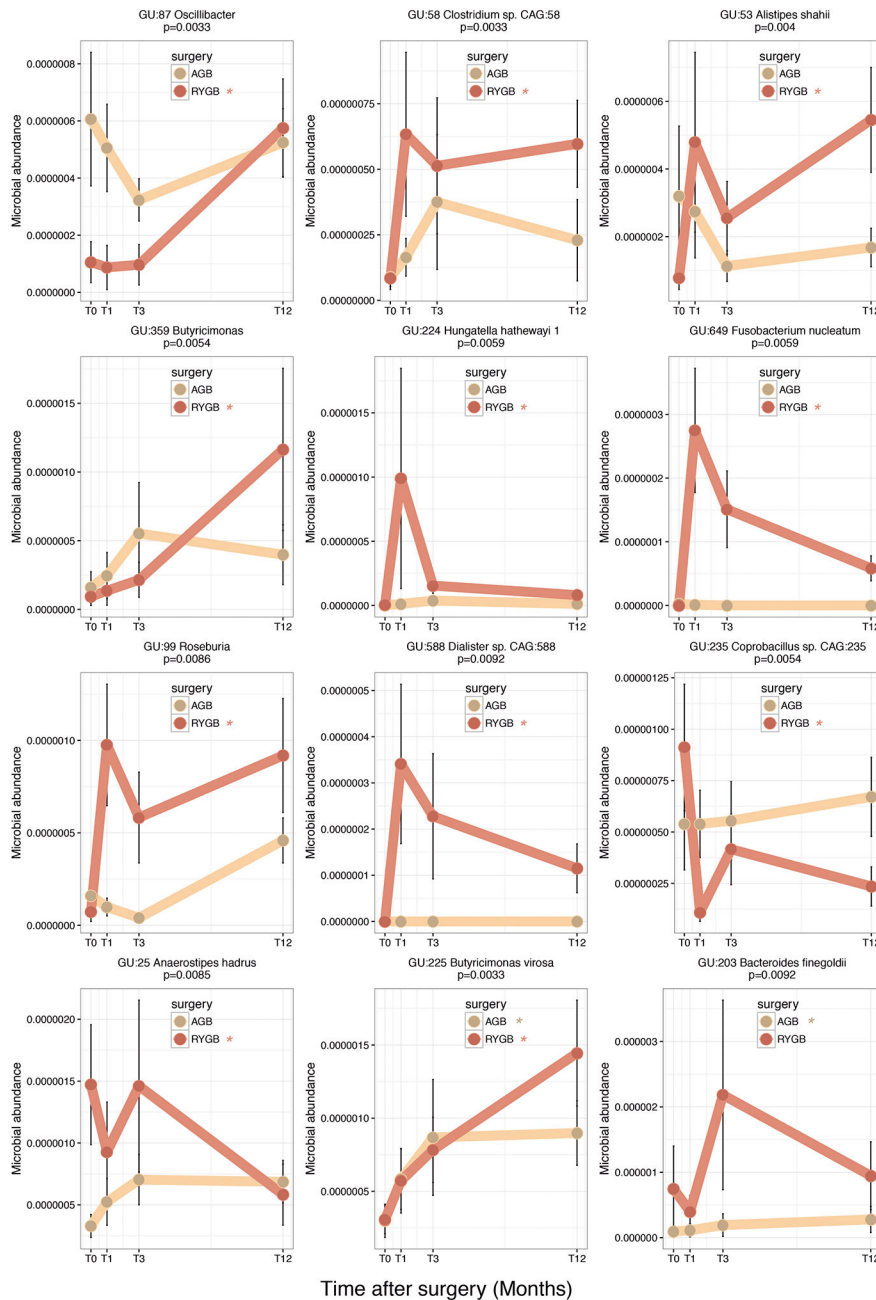 GU:87 Oscillibacter
p=0.0033
surgery
AGB
RYGB *
Microbial abundance
0.0000008
0.0000006
0.0000004
0.0000002
0.0000000
T0 T1 T3 T12
GU:58 Clostridium sp. CAG:58
p=0.0033
surgery
AGB
RYGB *
Microbial abundance
0.00000075
0.00000050
0.00000025
0.00000000
T0 T1 T3 T12
GU:53 Alistipes shahii
p=0.004
surgery
AGB
RYGB *
Microbial abundance
0.0000006
0.0000004
0.0000002
T0 T1 T3 T12
GU:359 Butyricimonas
p=0.0054
surgery
AGB
RYGB *
Microbial abundance
0.0000015
0.0000010
0.0000005
0.0000000
T0 T1 T3 T12
GU:224 Hungatella hathewayi 1
p=0.0059
surgery
AGB
RYGB *
Microbial abundance
0.0000015
0.0000010
0.0000005
0.0000000
T0 T1 T3 T12
GU:649 Fusobacterium nucleatum
p=0.0059
surgery
AGB
RYGB *
Microbial abundance
0.0000003
0.0000002
0.0000001
0.0000000
T0 T1 T3 T12
GU:99 Roseburia
p=0.0086
surgery
AGB
RYGB *
Microbial abundance
0.0000010
0.0000005
0.0000000
T0 T1 T3 T12
GU:588 Dialister sp. CAG:588
p=0.0092
surgery
AGB
RYGB *
Microbial abundance
0.0000005
0.0000004
0.0000003
0.0000002
0.0000001
0.0000000
T0 T1 T3 T12
GU:235 Coprobacillus sp. CAG:235
p=0.0054
surgery
AGB
RYGB *
Microbial abundance
0.00000125
0.00000100
0.00000075
0.00000050
0.00000025
T0 T1 T3 T12
GU:25 Anaerostipes hadrus
p=0.0085
surgery
AGB
RYGB *
Microbial abundance
0.0000020
0.0000015
0.0000010
0.0000005
T0 T1 T3 T12
GU:225 Butyricimonas virosa
p=0.0033
surgery
AGB *
RYGB *
Microbial abundance
0.0000015
0.0000010
0.0000005
T0 T1 T3 T12
GU:203 Bacteroides finegoldii
p=0.0092
surgery
AGB *
RYGB
Microbial abundance
0.000003
0.000002
0.000001
0.000000
T0 T1 T3 T12
Time after surgery (Months)